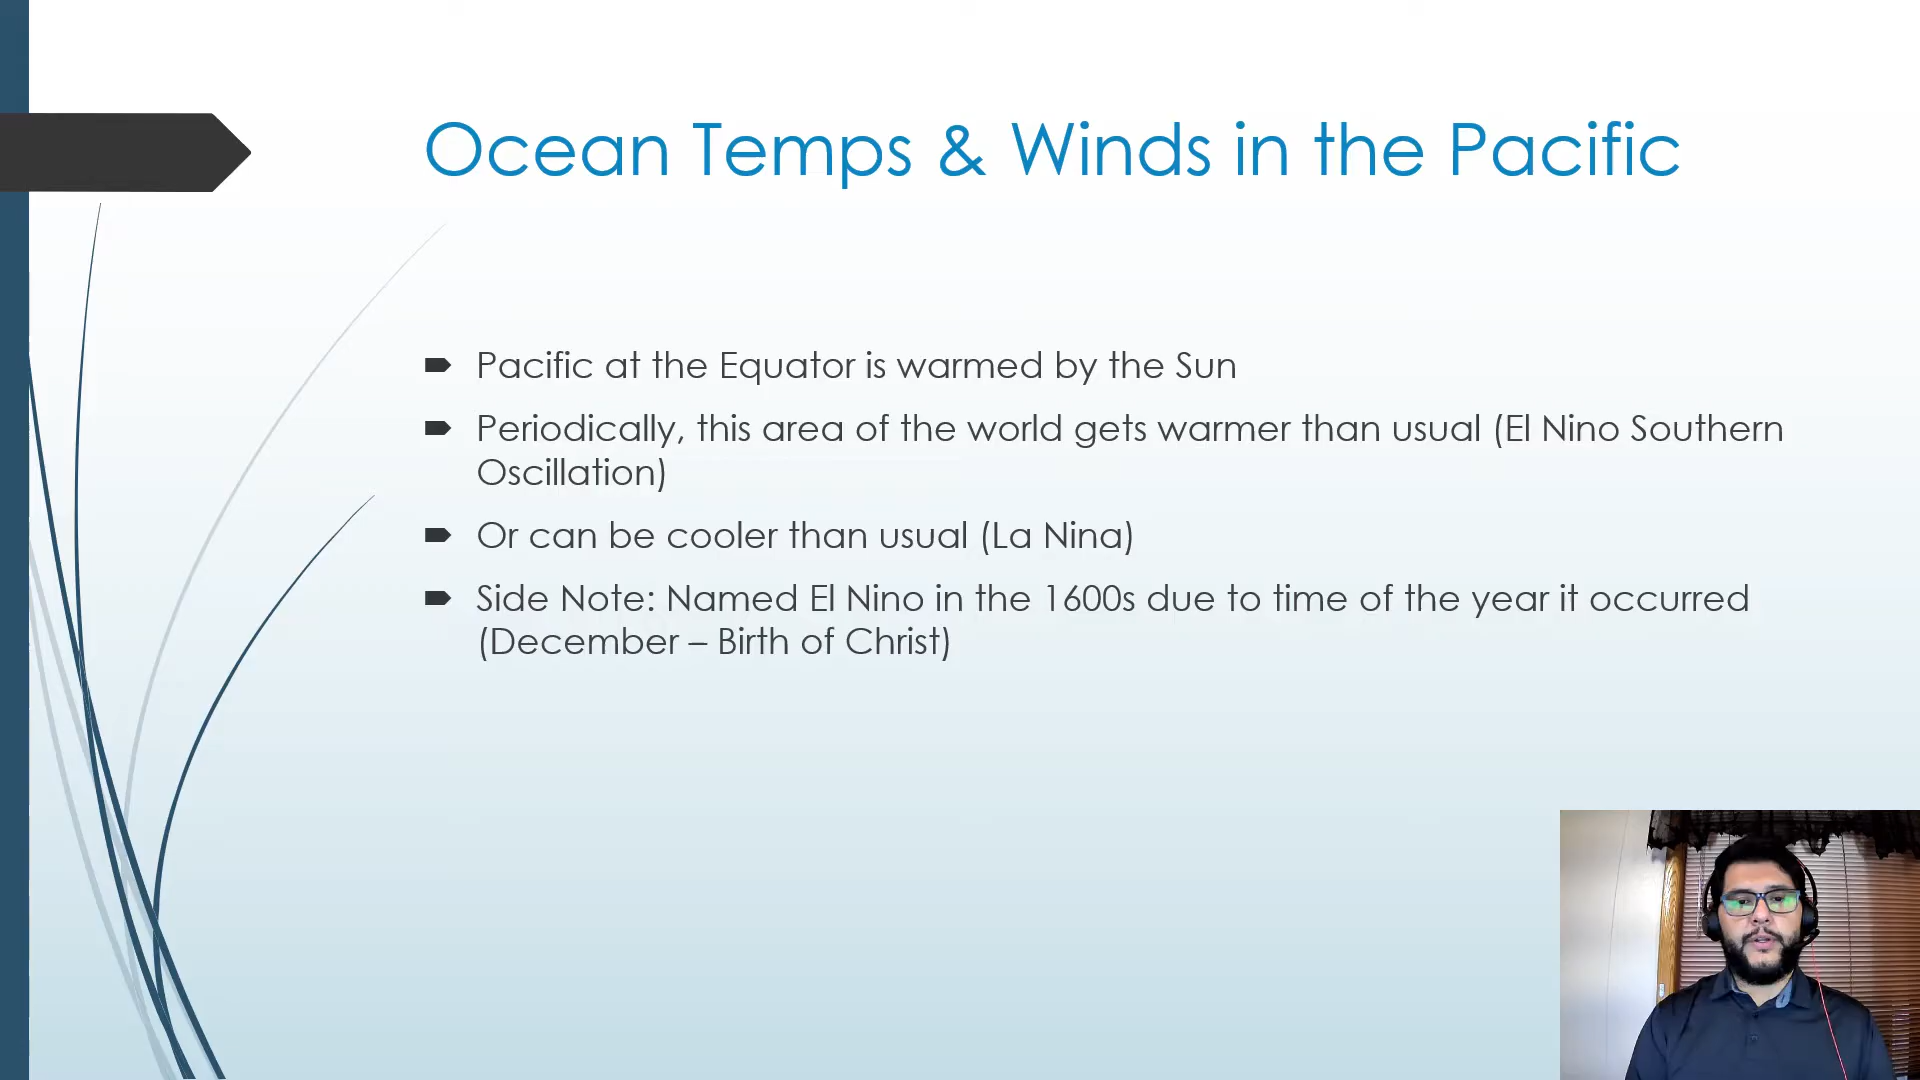 Ocean Temps & Winds in the Pacific
Pacific at the Equator is warmed by the Sun
Periodically, this area of the world gets warmer than usual (El Nino Southern
Oscillation)
Or can be cooler than usual (La Nina)
Side Note: Named El Nino in the 1600s due to time of the year it occurred
(December – Birth of Christ)